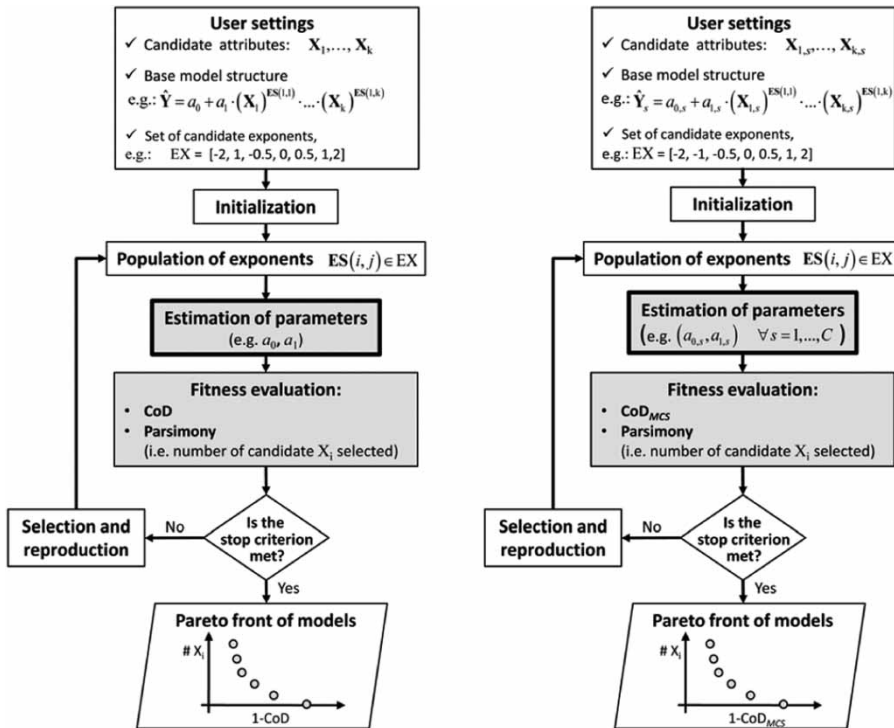 User settings
✓ Candidate attributes: X₁,…, Xₖ
✓ Base model structure
e.g.: Ŷ = a₀ + a₁ · (X₁)^ES(1,1) · … · (Xₖ)^ES(1,k)
✓ Set of candidate exponents,
e.g.: EX = [-2, 1, -0.5, 0, 0.5, 1,2]
Initialization
Population of exponents ES(i, j) ∈ EX
Estimation of parameters
(e.g. a₀, a₁)
Fitness evaluation:
• CoD
• Parsimony
(i.e. number of candidate Xᵢ selected)
Selection and
reproduction
No
Is the
stop criterion
met?
Yes
Pareto front of models
# Xᵢ
1-CoD
User settings
✓ Candidate attributes: X₁,ₛ,…, Xₖ,ₛ
✓ Base model structure
e.g.: Ŷₛ = a₀,ₛ + a₁,ₛ · (X₁,ₛ)^ES(1,1) · … · (Xₖ,ₛ)^ES(1,k)
✓ Set of candidate exponents,
e.g.: EX = [-2, -1, -0.5, 0, 0.5, 1, 2]
Initialization
Population of exponents ES(i, j) ∈ EX
Estimation of parameters
(e.g. (a₀,ₛ, a₁,ₛ) ∀s = 1,…, C )
Fitness evaluation:
• CoD_MCS
• Parsimony
(i.e. number of candidate Xᵢ selected)
Selection and
reproduction
No
Is the
stop criterion
met?
Yes
Pareto front of models
# Xᵢ
1-CoD_MCS